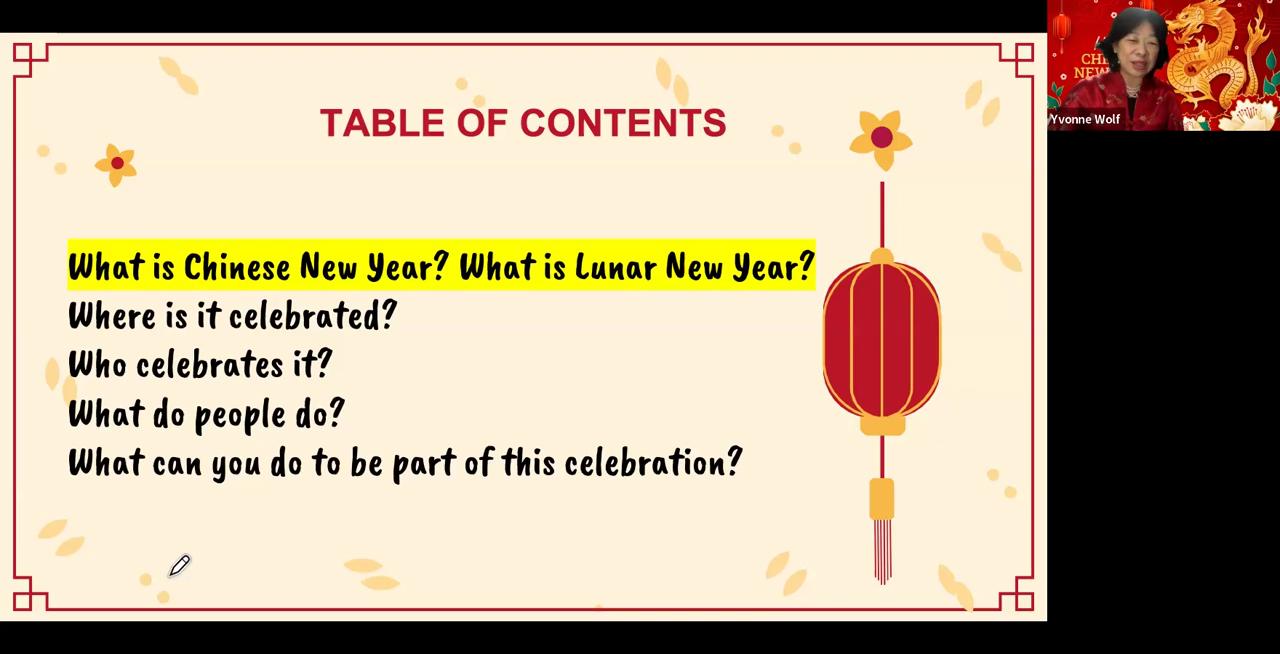 TABLE OF CONTENTS
What is Chinese New Year? What is Lunar New Year?
Where is it celebrated?
Who celebrates it?
What do people do?
What can you do to be part of this celebration?
Yvonne Wolf